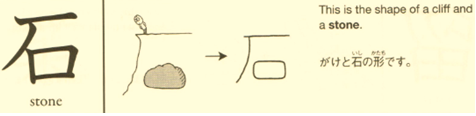 石
stone
This is the shape of a cliff and
a stone.
がけと石の形です。
いし かたち